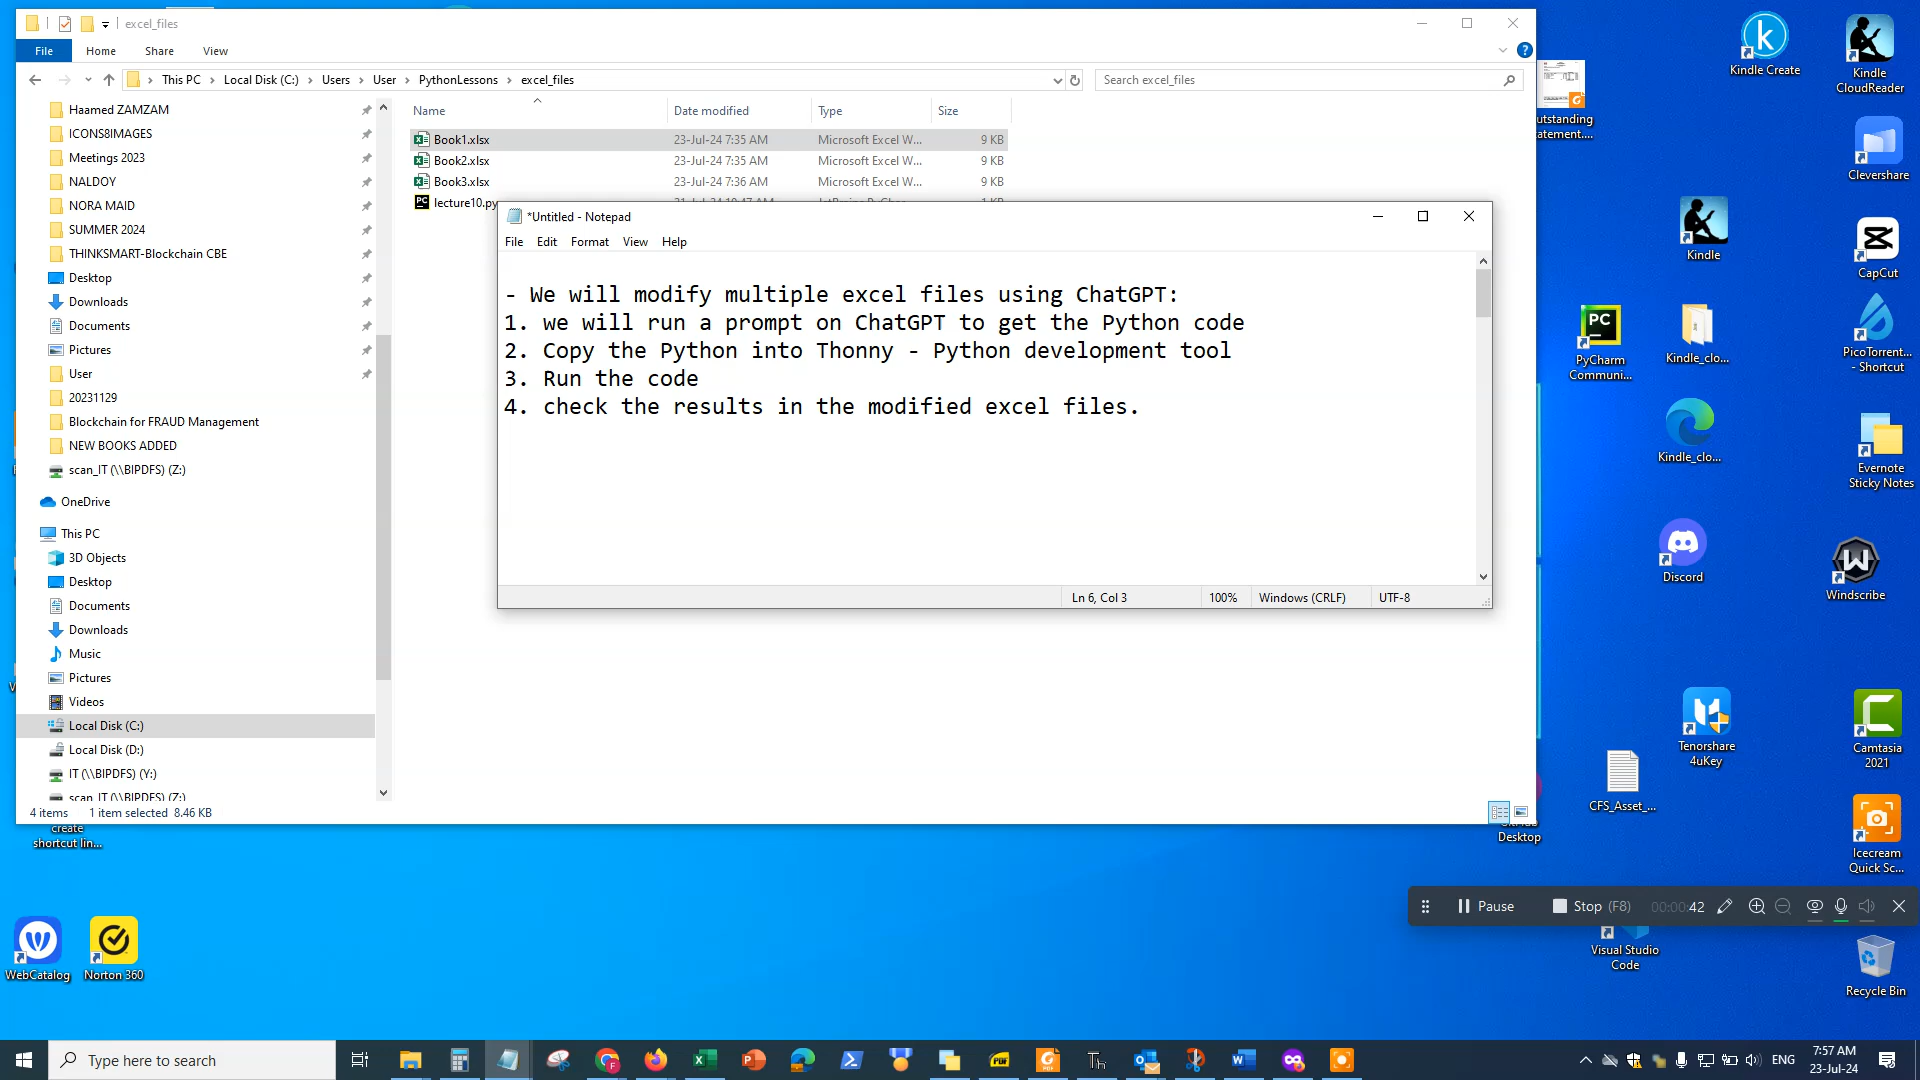 excel_files
File
Home
Share
View
This PC
Local Disk (C:)
Users
User
PythonLessons
excel_files
Search excel_files
Name
Date modified
Type
Size
Haamed ZAMZAM
ICONS8IMAGES
Meetings 2023
NALDOY
NORA MAID
SUMMER 2024
THINKSMART-Blockchain CBE
Desktop
Downloads
Documents
Pictures
User
20231129
Blockchain for FRAUD Management
NEW BOOKS ADDED
scan_IT (\\BIPDFS) (Z:)
OneDrive
This PC
3D Objects
Desktop
Documents
Downloads
Music
Pictures
Videos
Local Disk (C:)
Local Disk (D:)
IT (\\BIPDFS) (Y:)
scan_IT (\\BIPDFS) (Z:)
4 items
1 item selected 8.46 KB
Book1.xlsx 23-Jul-24 7:35 AM Microsoft Excel W... 9 KB
Book2.xlsx 23-Jul-24 7:35 AM Microsoft Excel W... 9 KB
Book3.xlsx 23-Jul-24 7:36 AM Microsoft Excel W... 9 KB
lecture10.py
*Untitled - Notepad
File Edit Format View Help
- We will modify multiple excel files using ChatGPT:
1. we will run a prompt on ChatGPT to get the Python code
2. Copy the Python into Thonny - Python development tool
3. Run the code
4. check the results in the modified excel files.
Ln 6, Col 3
100%
Windows (CRLF)
UTF-8
Kindle Create
Kindle
CloudReader
Clevershare
Kindle
CapCut
PyCharm
Communi...
Kindle_clo...
PicoTorrent...
- Shortcut
Kindle_clo...
Evernote
Sticky Notes
Discord
Windscribe
Tenorshare
4uKey
Camtasia
2021
CFS_Asset_...
Desktop
Icecream
Quick Sc...
create
shortcut lin...
Pause
Stop (F8)
00:00:42
Visual Studio
Code
Recycle Bin
WebCatalog
Norton 360
Type here to search
ENG
7:57 AM
23-Jul-24